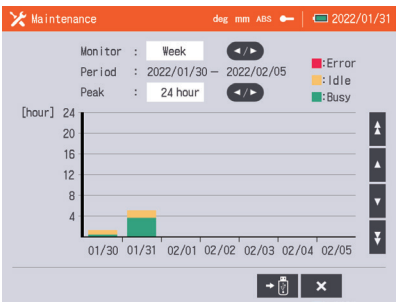 Maintenance deg mm ABS 2022/01/31
Monitor : Week
Period : 2022/01/30 – 2022/02/05
Peak : 24 hour
:Error
:Idle
:Busy
[hour] 24
20
16
12
8
4
01/30 01/31 02/01 02/02 02/03 02/04 02/05